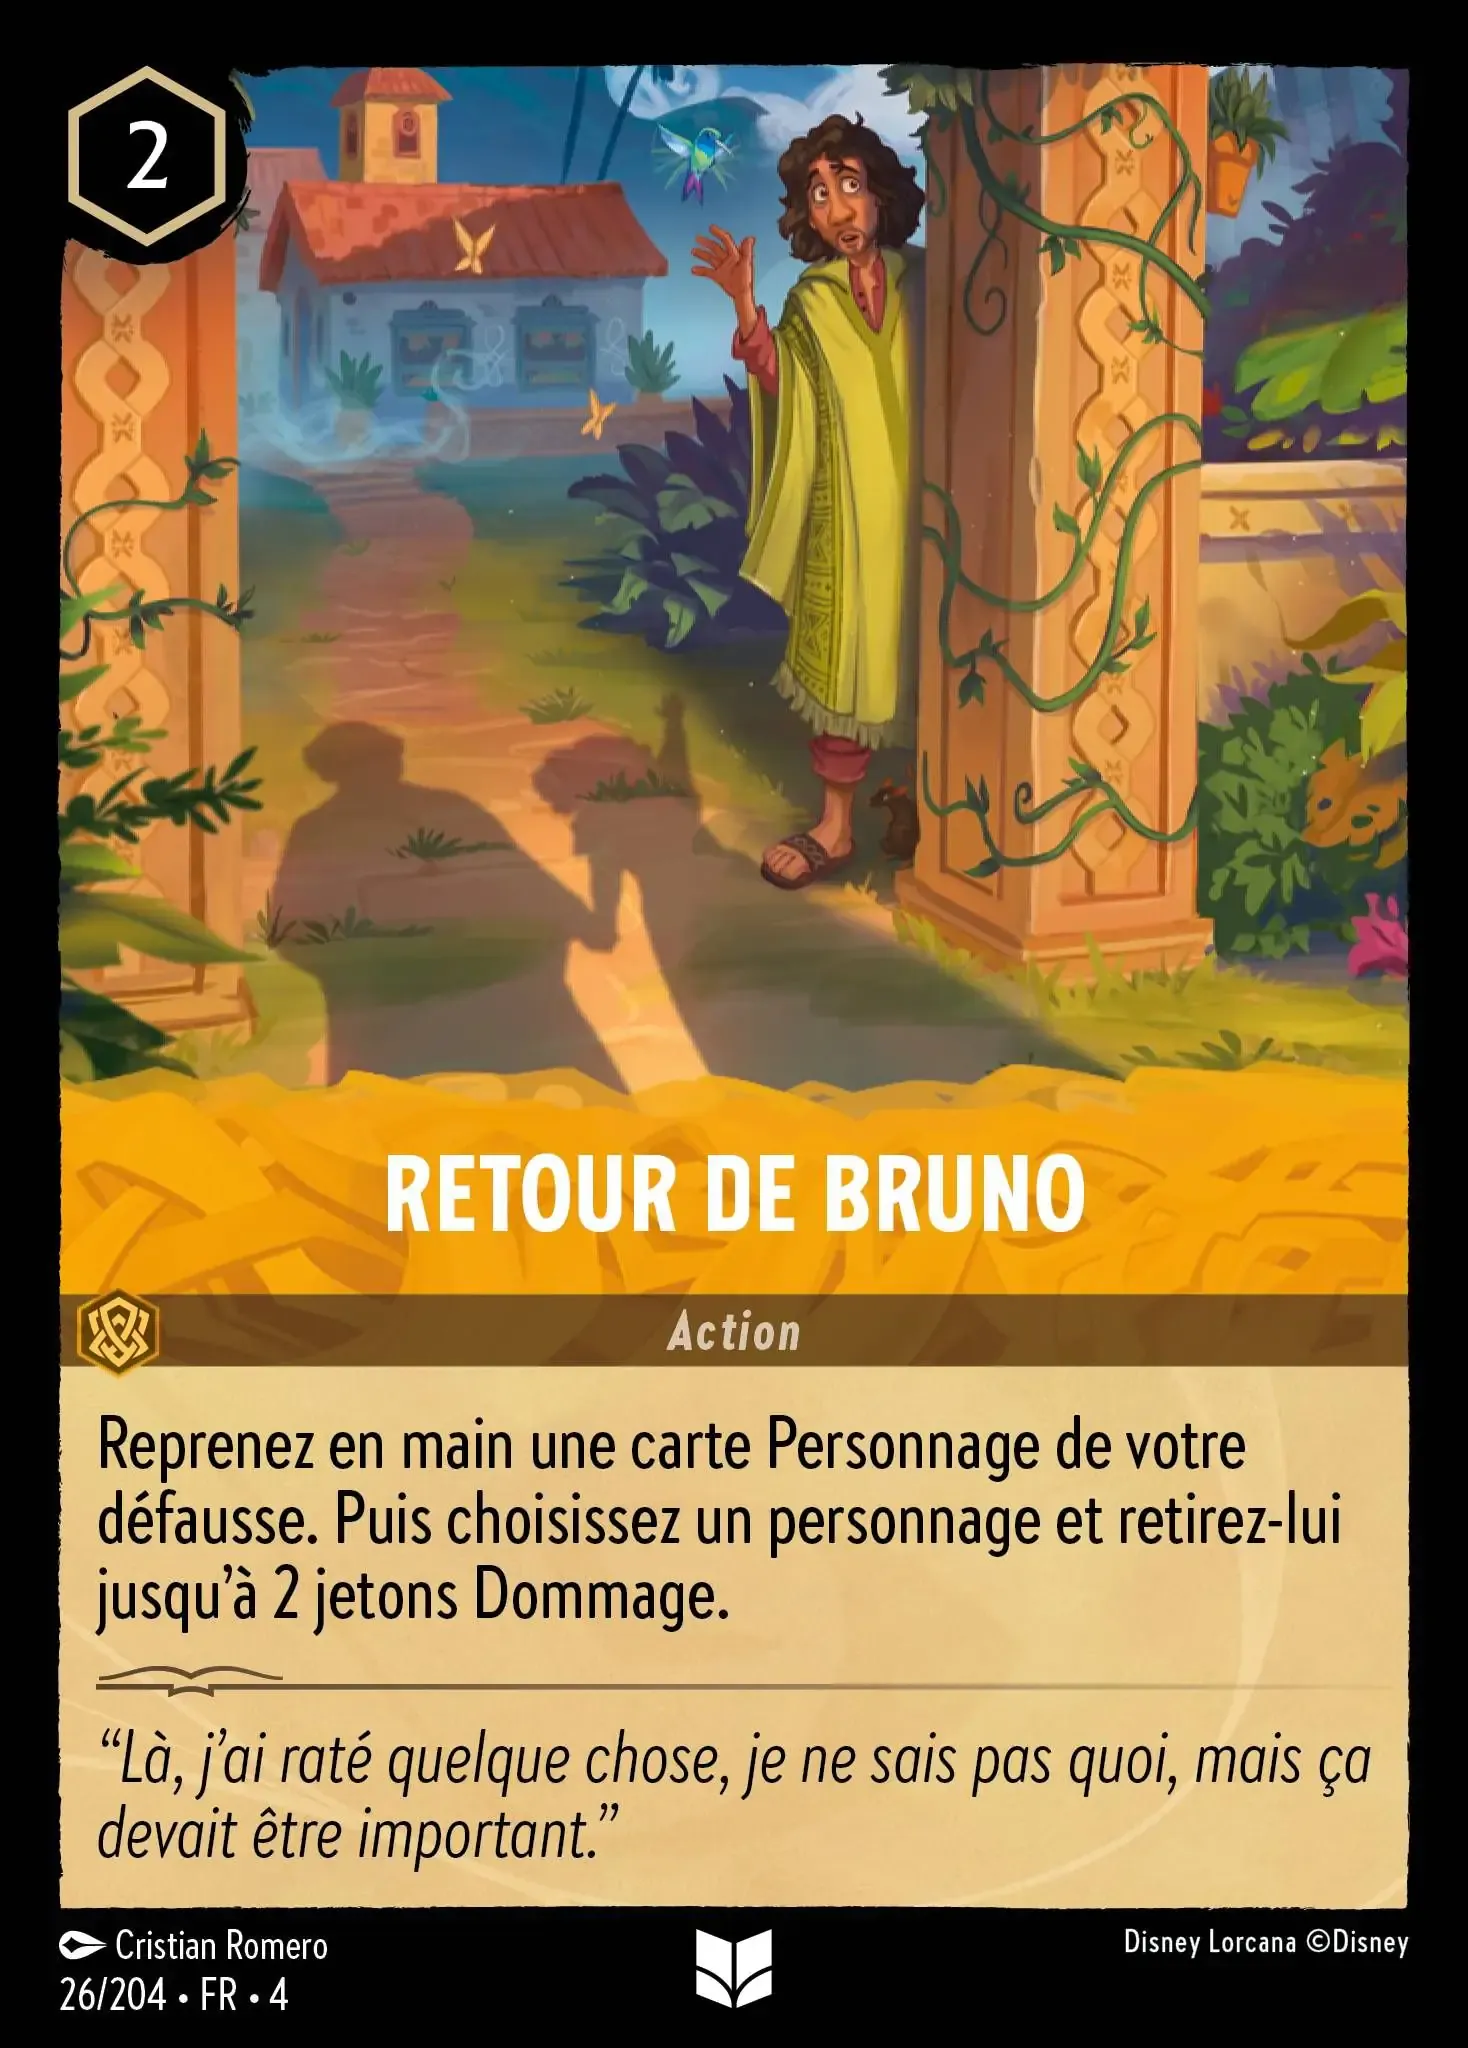 2
RETOUR DE BRUNO
Action
Reprenez en main une carte Personnage de votre
défausse. Puis choisissez un personnage et retirez-lui
jusqu’à 2 jetons Dommage.
“Là, j’ai raté quelque chose, je ne sais pas quoi, mais ça
devait être important.”
Cristian Romero
Disney Lorcana ©Disney
26/204 • FR • 4